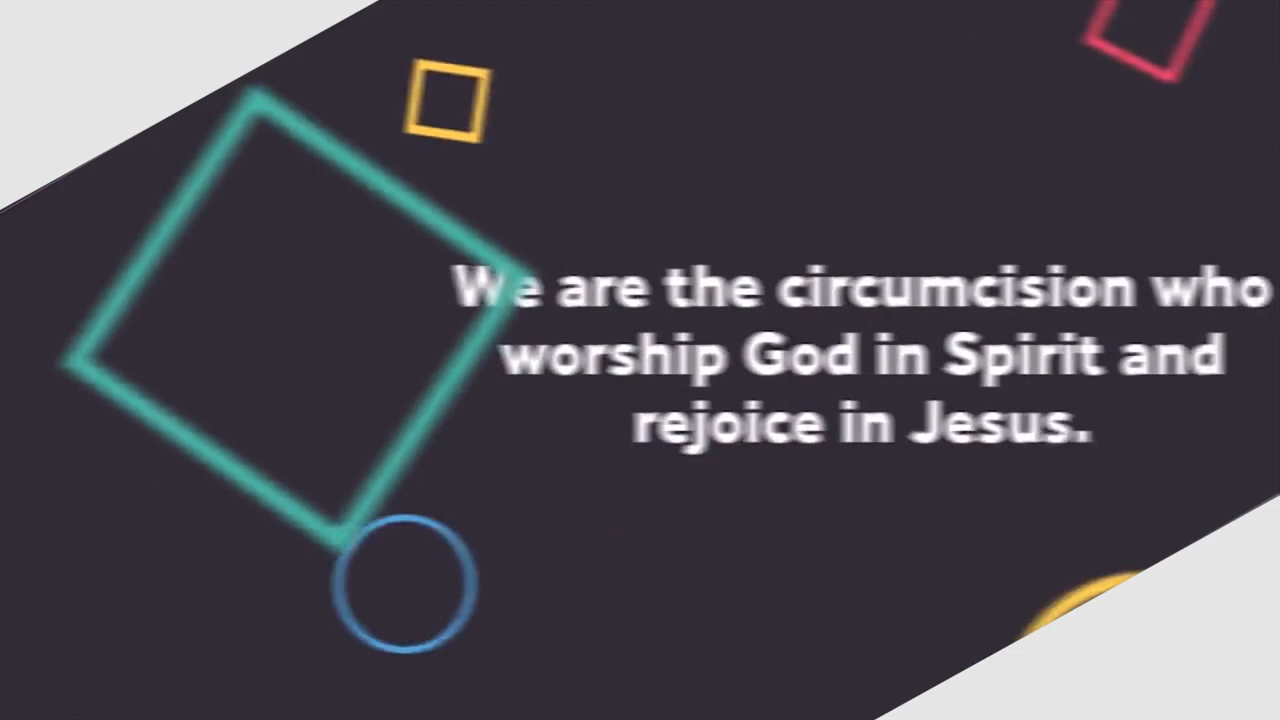 We are the circumcision who
worship God in Spirit and
rejoice in Jesus.